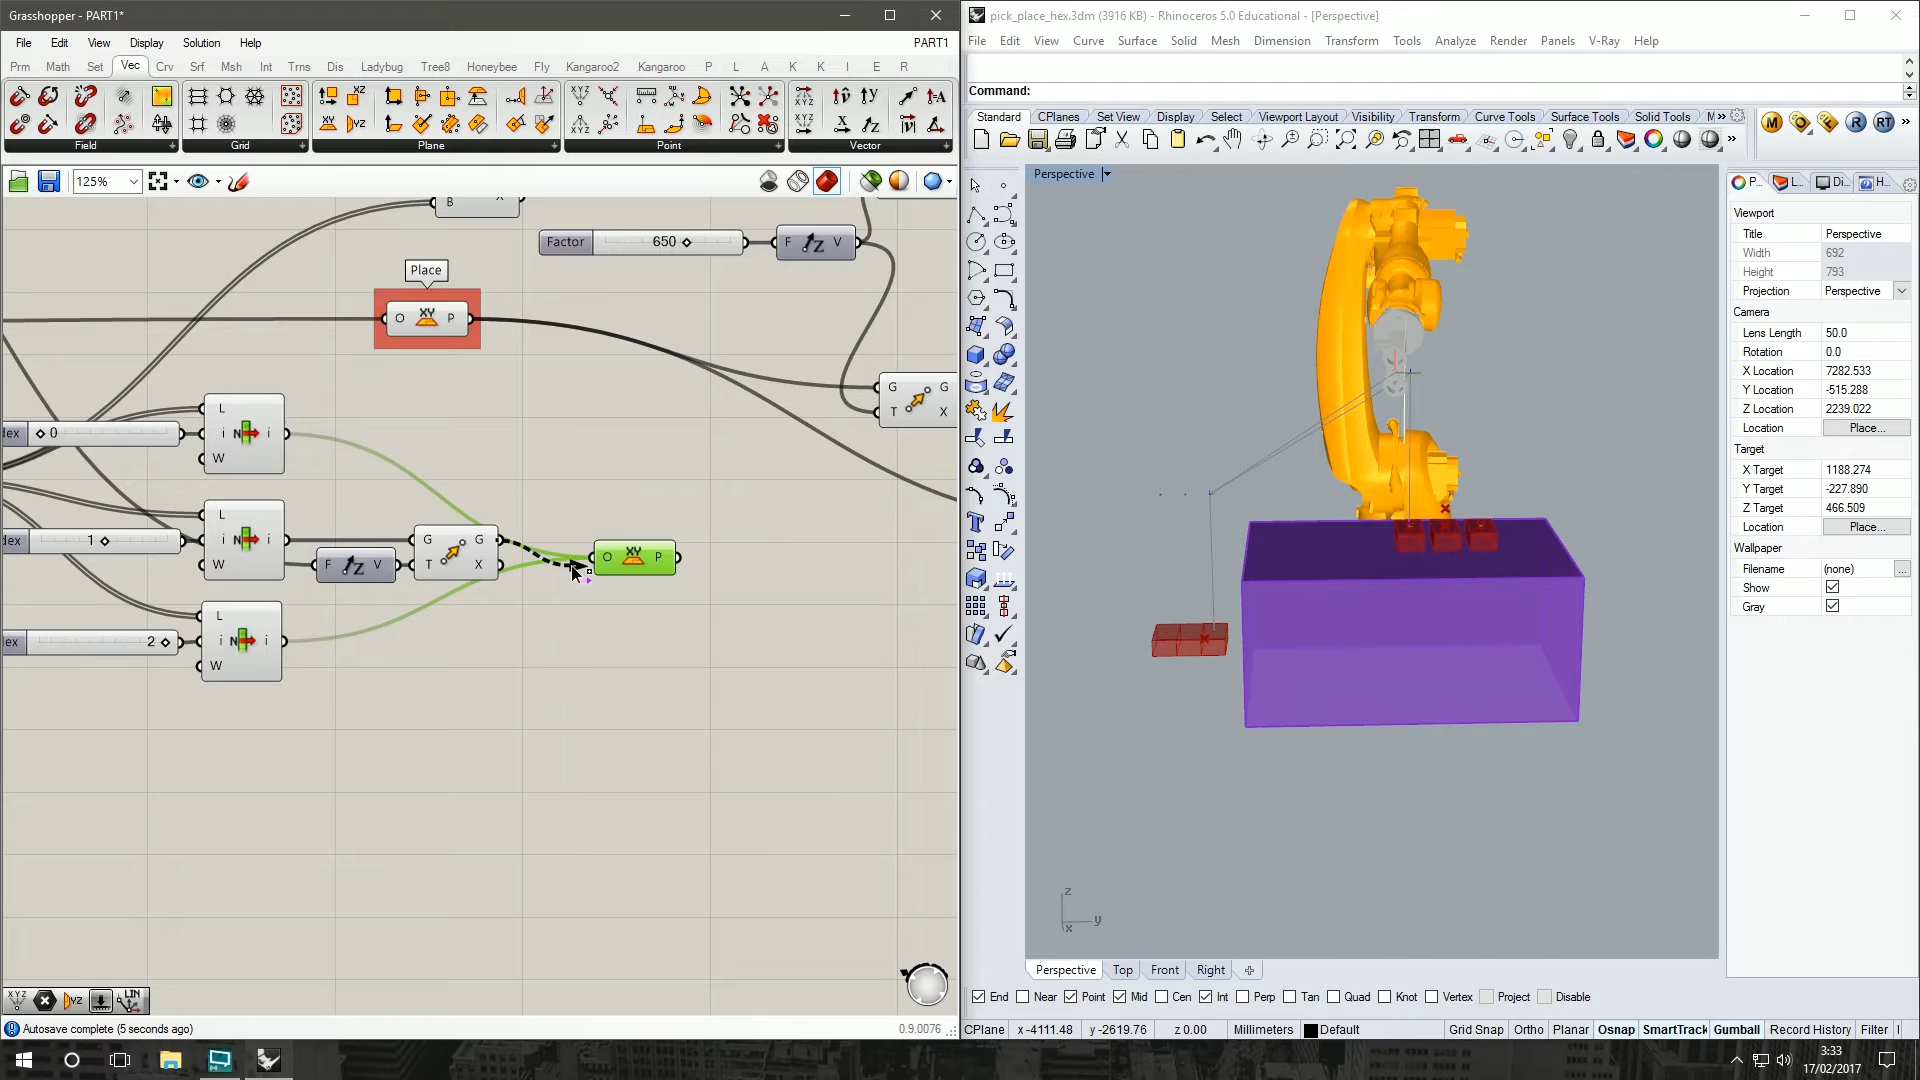 Grasshopper - PART1*
File Edit View Display Solution Help PART1*
Prm Math Set Vec Crv Srf Msh Int Trns Dis Ladybug Tree8 Honeybee Fly Kangaroo2 Kangaroo P L A K K I E R
Field Grid Plane Point Vector
125%
B
Factor 650 F Z V
Place
O XY P
G G
T X
L
dex 0 i N i
W
L
dex 1 i N i G G
W F Z V T X O XY P
L
dex 2 i N i
W
Autosave complete (5 seconds ago) 0.9.0076
pick_place_hex.3dm (3916 KB) - Rhinoceros 5.0 Educational - [Perspective]
File Edit View Curve Surface Solid Mesh Dimension Transform Tools Analyze Render Panels V-Ray Help
Command:
Standard CPlanes Set View Display Select Viewport Layout Visibility Transform Curve Tools Surface Tools Solid Tools M
M R RT
Perspective
z
y
x
P... L... Di... H...
Viewport
Title Perspective
Width 692
Height 793
Projection Perspective
Camera
Lens Length 50.0
Rotation 0.0
X Location 7282.533
Y Location -515.288
Z Location 2239.022
Location Place...
Target
X Target 1188.274
Y Target -227.890
Z Target 466.509
Location Place...
Wallpaper
Filename (none) ...
Show
Gray
Perspective Top Front Right
End Near Point Mid Cen Int Perp Tan Quad Knot Vertex Project Disable
CPlane x -4111.48 y -2619.76 z 0.00 Millimeters Default Grid Snap Ortho Planar Osnap SmartTrack Gumball Record History Filter
3:33
17/02/2017